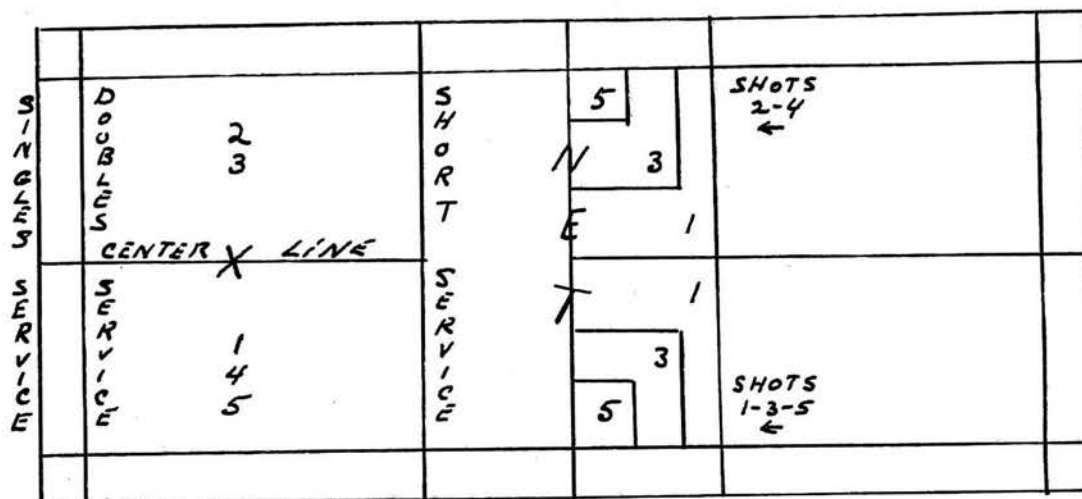 SINGLES SERVICE
DOUBLES SERVICE
2
3
CENTER X LINE
1
4
5
SHORT SERVICE
NET
5
3
1
1
3
5
SHOTS
2-4
←
SHOTS
1-3-5
←